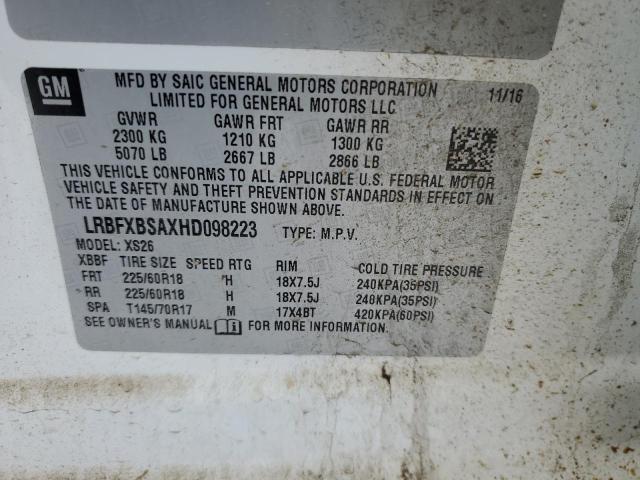 GM
MFD BY SAIC GENERAL MOTORS CORPORATION 11/16
LIMITED FOR GENERAL MOTORS LLC
GVWR GAWR FRT GAWR RR
2300 KG 1210 KG 1300 KG
5070 LB 2667 LB 2866 LB
THIS VEHICLE CONFORMS TO ALL APPLICABLE U.S. FEDERAL MOTOR
VEHICLE SAFETY AND THEFT PREVENTION STANDARDS IN EFFECT ON
THE DATE OF MANUFACTURE SHOWN ABOVE.
LRBFXBSAXHD098223 TYPE: M.P.V.
MODEL: XS26
XBBF TIRE SIZE SPEED RTG RIM COLD TIRE PRESSURE
FRT 225/60R18 H 18X7.5J 240KPA(35PSI)
RR 225/60R18 H 18X7.5J 240KPA(35PSI)
SPA T145/70R17 M 17X4BT 420KPA(60PSI)
SEE OWNER'S MANUAL FOR MORE INFORMATION.